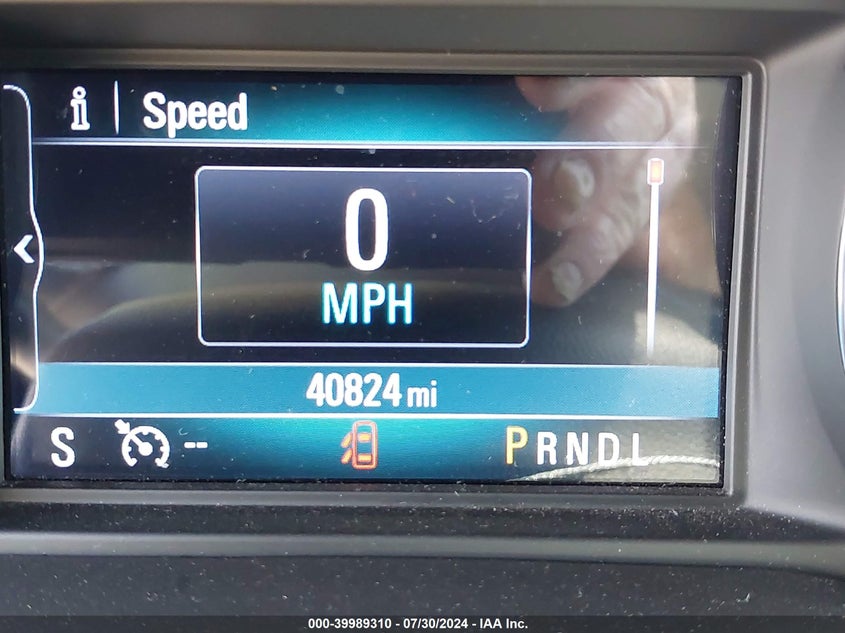 i | Speed
0
MPH
40824 mi
S -- PRNDL
000-39989310 - 07/30/2024 - IAA Inc.